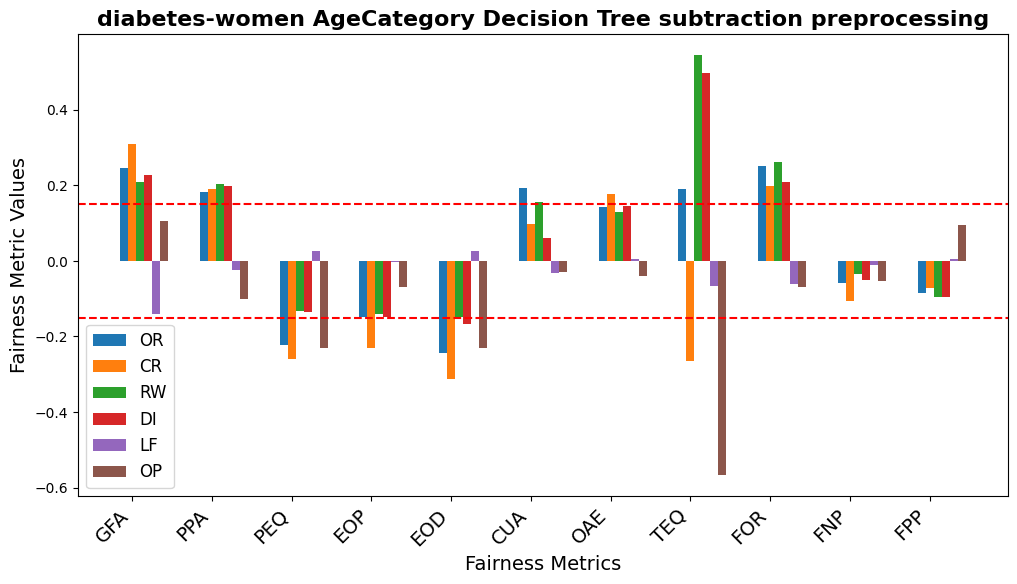 diabetes-women AgeCategory Decision Tree subtraction preprocessing
Fairness Metric Values
0.4
0.2
0.0
−0.2
−0.4
−0.6
OR
CR
RW
DI
LF
OP
GFA
PPA
PEQ
EOP
EOD
CUA
OAE
TEQ
FOR
FNP
FPP
Fairness Metrics